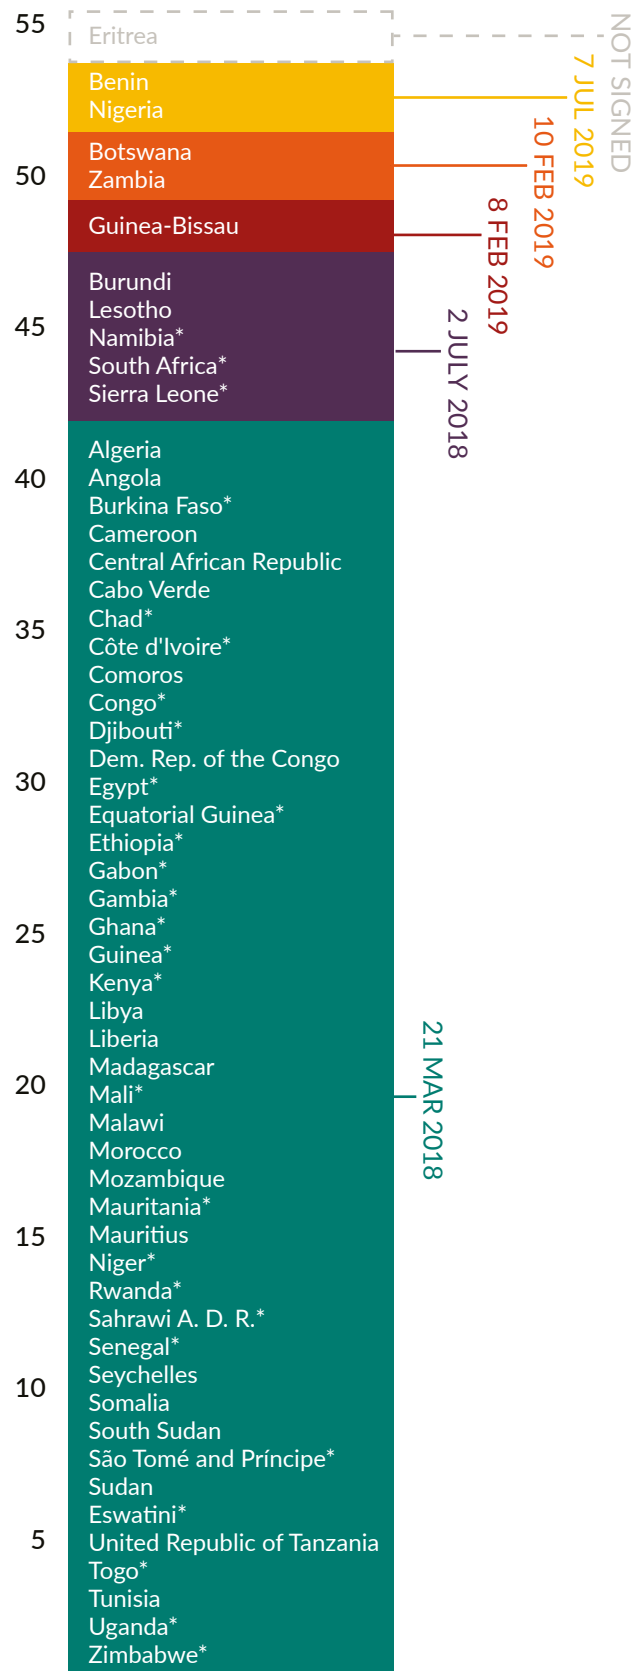 55
Eritrea
NOT SIGNED
Benin
Nigeria
7 JUL 2019
Botswana
50
Zambia
10 FEB 2019
Guinea-Bissau
8 FEB 2019
Burundi
Lesotho
45
Namibia*
South Africa*
Sierra Leone*
2 JULY 2018
Algeria
40
Angola
Burkina Faso*
Cameroon
Central African Republic
Cabo Verde
Chad*
35
Côte d'Ivoire*
Comoros
Congo*
Djibouti*
Dem. Rep. of the Congo
30
Egypt*
Equatorial Guinea*
Ethiopia*
Gabon*
Gambia*
Ghana*
25
Guinea*
Kenya*
Libya
Liberia
Madagascar
20
Mali*
21 MAR 2018
Malawi
Morocco
Mozambique
Mauritania*
15
Mauritius
Niger*
Rwanda*
Sahrawi A. D. R.*
Senegal*
Seychelles
10
Somalia
South Sudan
São Tomé and Príncipe*
Sudan
Eswatini*
5
United Republic of Tanzania
Togo*
Tunisia
Uganda*
Zimbabwe*